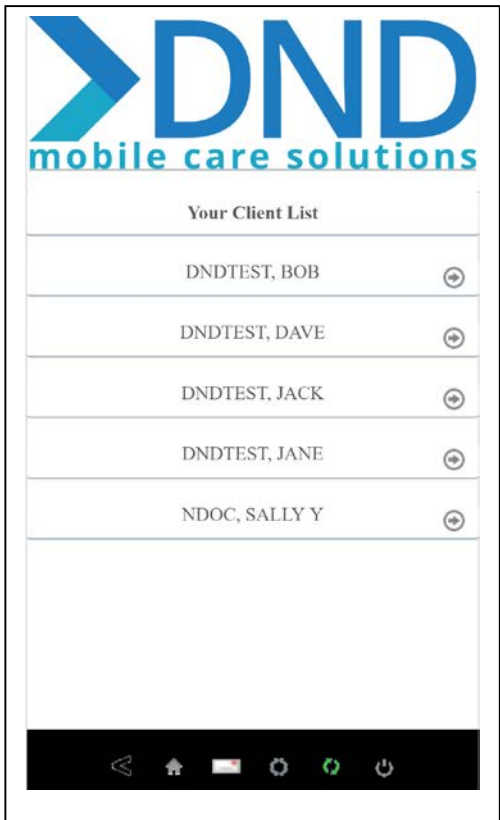 DND
mobile care solutions
Your Client List
DNDTEST, BOB
DNDTEST, DAVE
DNDTEST, JACK
DNDTEST, JANE
NDOC, SALLY Y